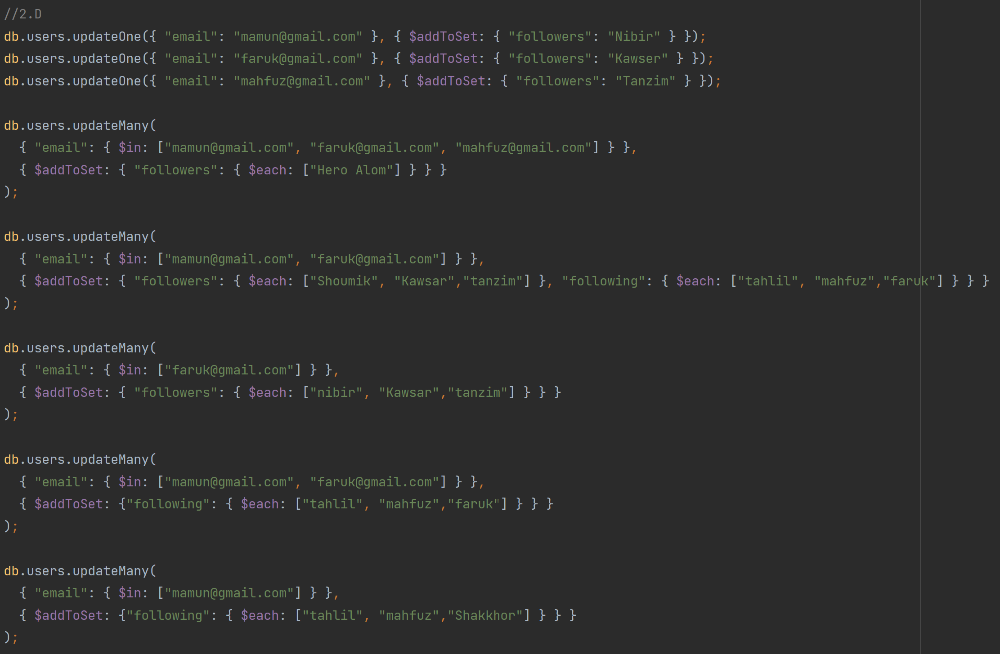 //2.D
db.users.updateOne({ "email": "mamun@gmail.com" }, { $addToSet: { "followers": "Nibir" } });
db.users.updateOne({ "email": "faruk@gmail.com" }, { $addToSet: { "followers": "Kawser" } });
db.users.updateOne({ "email": "mahfuz@gmail.com" }, { $addToSet: { "followers": "Tanzim" } });
db.users.updateMany(
  { "email": { $in: ["mamun@gmail.com", "faruk@gmail.com", "mahfuz@gmail.com"] } },
  { $addToSet: { "followers": { $each: ["Hero Alom"] } } }
);
db.users.updateMany(
  { "email": { $in: ["mamun@gmail.com", "faruk@gmail.com"] } },
  { $addToSet: { "followers": { $each: ["Shoumik", "Kawsar","tanzim"] }, "following": { $each: ["tahlil", "mahfuz","faruk"] } } }
);
db.users.updateMany(
  { "email": { $in: ["faruk@gmail.com"] } },
  { $addToSet: { "followers": { $each: ["nibir", "Kawsar","tanzim"] } } }
);
db.users.updateMany(
  { "email": { $in: ["mamun@gmail.com", "faruk@gmail.com"] } },
  { $addToSet: {"following": { $each: ["tahlil", "mahfuz","faruk"] } } }
);
db.users.updateMany(
  { "email": { $in: ["mamun@gmail.com"] } },
  { $addToSet: {"following": { $each: ["tahlil", "mahfuz","Shakkhor"] } } }
);